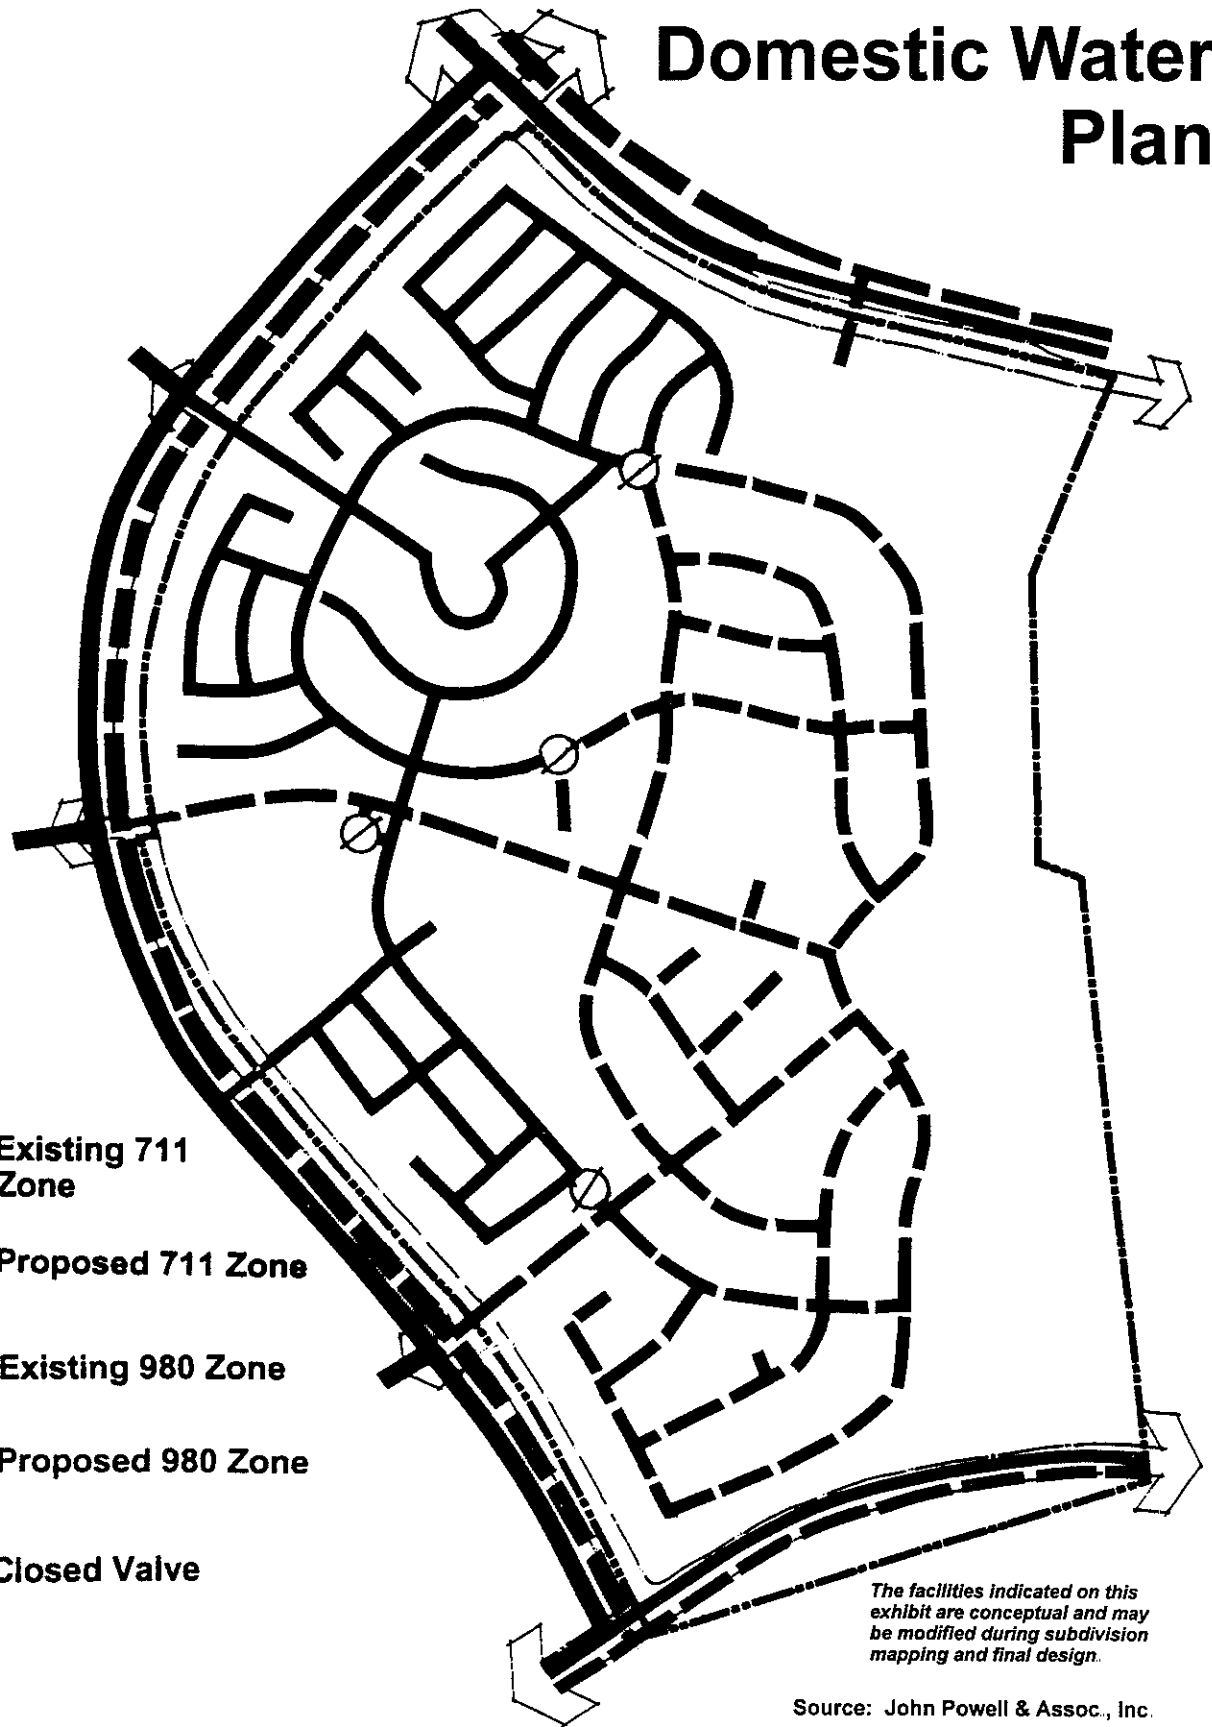 Domestic Water
Plan
Existing 711
Zone
Proposed 711 Zone
Existing 980 Zone
Proposed 980 Zone
Closed Valve
The facilities indicated on this
exhibit are conceptual and may
be modified during subdivision
mapping and final design.
Source: John Powell & Assoc., Inc.